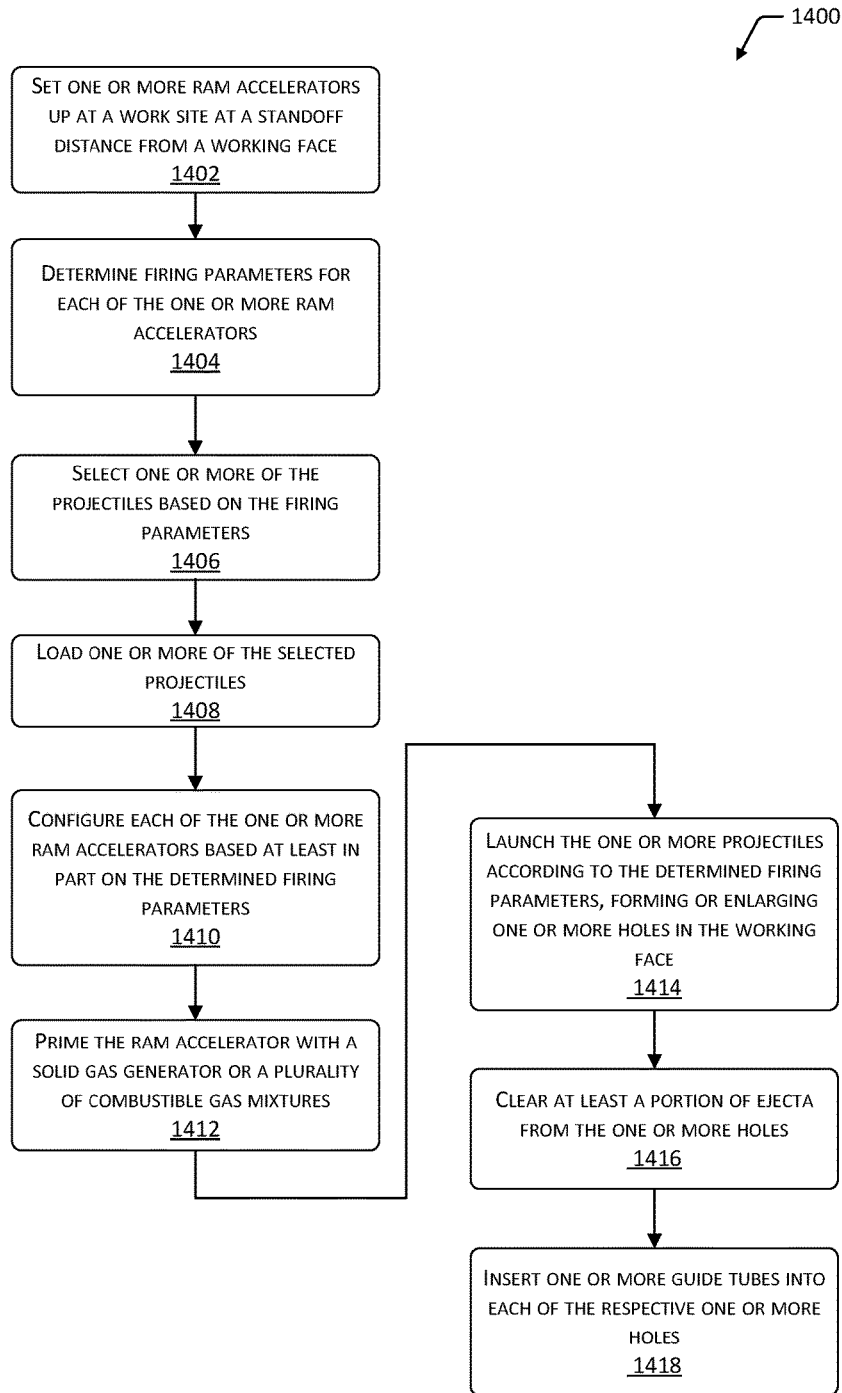 1400
SET ONE OR MORE RAM ACCELERATORS
UP AT A WORK SITE AT A STANDOFF
DISTANCE FROM A WORKING FACE
1402
DETERMINE FIRING PARAMETERS FOR
EACH OF THE ONE OR MORE RAM
ACCELERATORS
1404
SELECT ONE OR MORE OF THE
PROJECTILES BASED ON THE FIRING
PARAMETERS
1406
LOAD ONE OR MORE OF THE SELECTED
PROJECTILES
1408
CONFIGURE EACH OF THE ONE OR MORE
RAM ACCELERATORS BASED AT LEAST IN
PART ON THE DETERMINED FIRING
PARAMETERS
1410
PRIME THE RAM ACCELERATOR WITH A
SOLID GAS GENERATOR OR A PLURALITY
OF COMBUSTIBLE GAS MIXTURES
1412
LAUNCH THE ONE OR MORE PROJECTILES
ACCORDING TO THE DETERMINED FIRING
PARAMETERS, FORMING OR ENLARGING
ONE OR MORE HOLES IN THE WORKING
FACE
1414
CLEAR AT LEAST A PORTION OF EJECTA
FROM THE ONE OR MORE HOLES
1416
INSERT ONE OR MORE GUIDE TUBES INTO
EACH OF THE RESPECTIVE ONE OR MORE
HOLES
1418